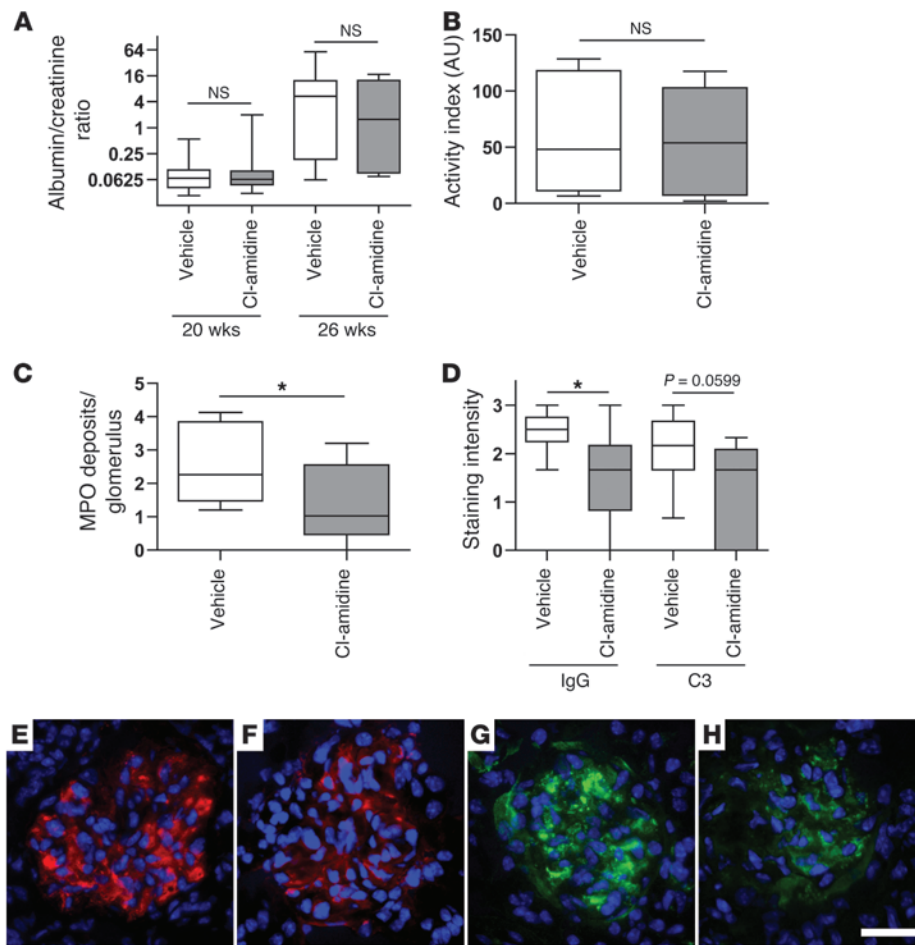 A
Albumin/creatinine
ratio
64
16
4
1
0.25
0.0625
NS
NS
Vehicle
Cl-amidine
Vehicle
Cl-amidine
20 wks
26 wks
B
Activity index (AU)
150
100
50
0
NS
Vehicle
Cl-amidine
C
MPO deposits/
glomerulus
5
4
3
2
1
0
*
Vehicle
Cl-amidine
D
Staining intensity
3
2
1
0
*
P = 0.0599
Vehicle
Cl-amidine
Vehicle
Cl-amidine
IgG
C3
E
F
G
H